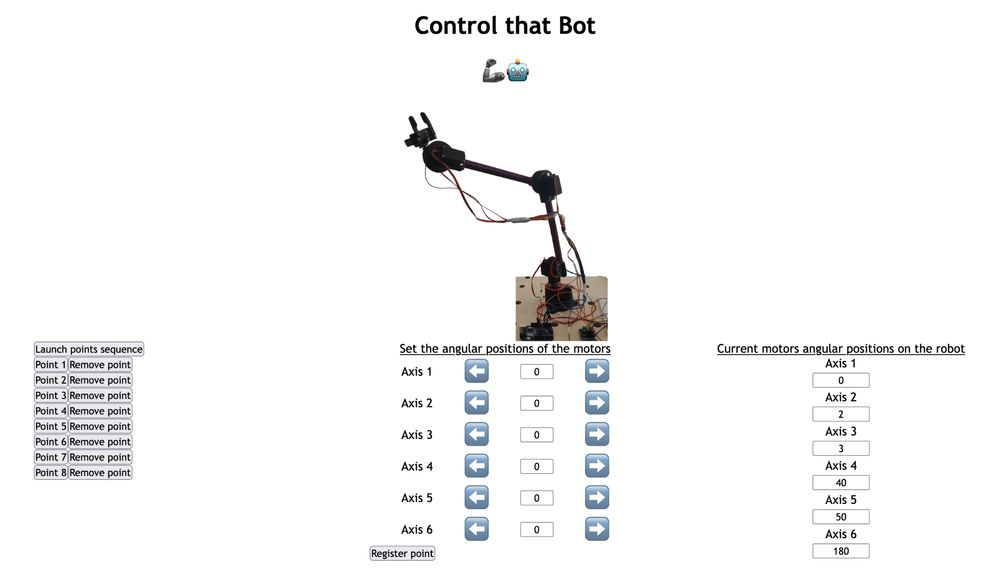 Control that Bot
Launch points sequence
Point 1 Remove point
Point 2 Remove point
Point 3 Remove point
Point 4 Remove point
Point 5 Remove point
Point 6 Remove point
Point 7 Remove point
Point 8 Remove point
Set the angular positions of the motors
Axis 1 0
Axis 2 0
Axis 3 0
Axis 4 0
Axis 5 0
Axis 6 0
Register point
Current motors angular positions on the robot
Axis 1
0
Axis 2
2
Axis 3
3
Axis 4
40
Axis 5
50
Axis 6
180